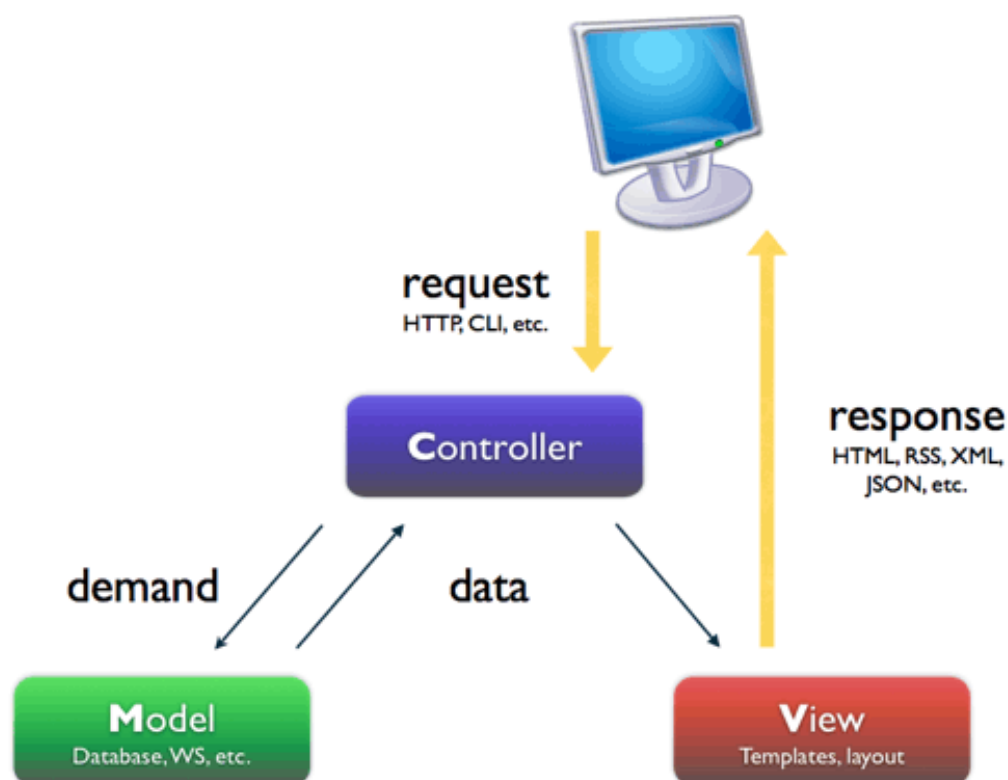 request
HTTP, CLI, etc.
Controller
response
HTML, RSS, XML,
JSON, etc.
demand
data
Model
Database, WS, etc.
View
Templates, layout